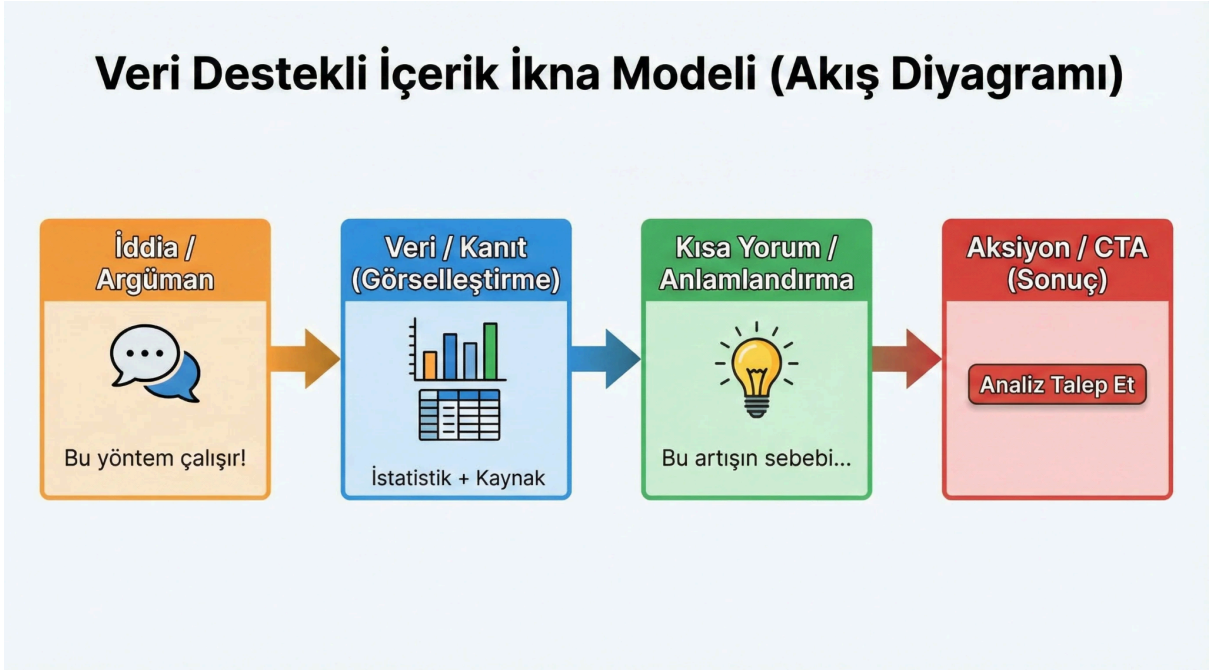 Veri Destekli İçerik İkna Modeli (Akış Diyagramı)
İddia /
Argüman
Bu yöntem çalışır!
Veri / Kanıt
(Görselleştirme)
İstatistik + Kaynak
Kısa Yorum /
Anlamlandırma
Bu artışın sebebi...
Aksiyon / CTA
(Sonuç)
Analiz Talep Et